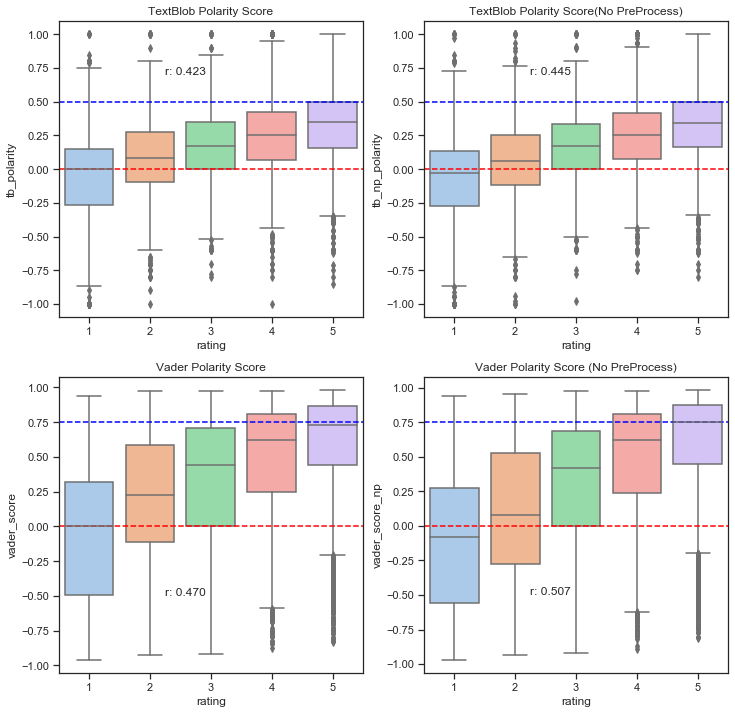 TextBlob Polarity Score
1.00
0.75
0.50
0.25
0.00
−0.25
−0.50
−0.75
−1.00
tb_polarity
r: 0.423
1 2 3 4 5
rating
TextBlob Polarity Score(No PreProcess)
1.00
0.75
0.50
0.25
0.00
−0.25
−0.50
−0.75
−1.00
tb_np_polarity
r: 0.445
1 2 3 4 5
rating
Vader Polarity Score
1.00
0.75
0.50
0.25
0.00
−0.25
−0.50
−0.75
−1.00
vader_score
r: 0.470
1 2 3 4 5
rating
Vader Polarity Score (No PreProcess)
1.00
0.75
0.50
0.25
0.00
−0.25
−0.50
−0.75
−1.00
vader_score_np
r: 0.507
1 2 3 4 5
rating